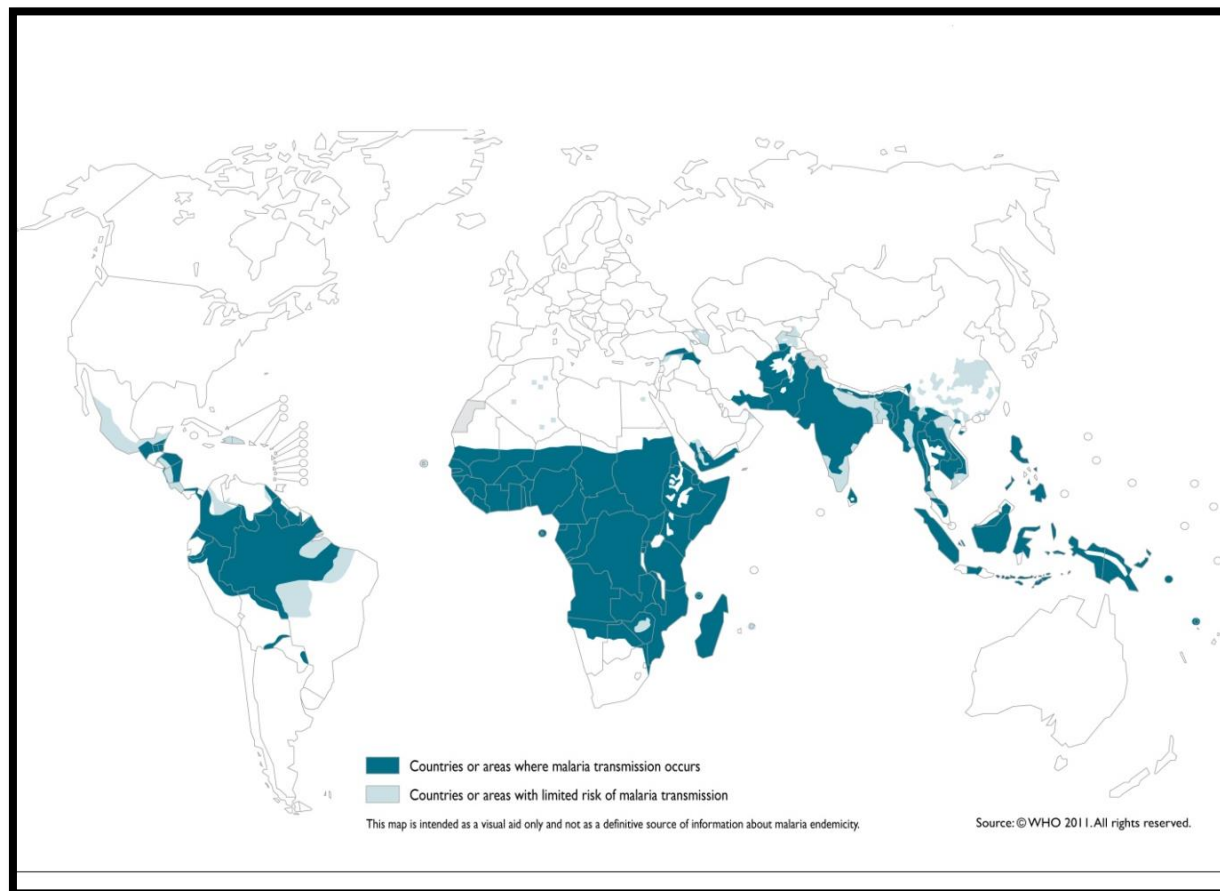 Countries or areas where malaria transmission occurs
Countries or areas with limited risk of malaria transmission
This map is intended as a visual aid only and not as a definitive source of information about malaria endemicity.
Source: © WHO 2011. All rights reserved.